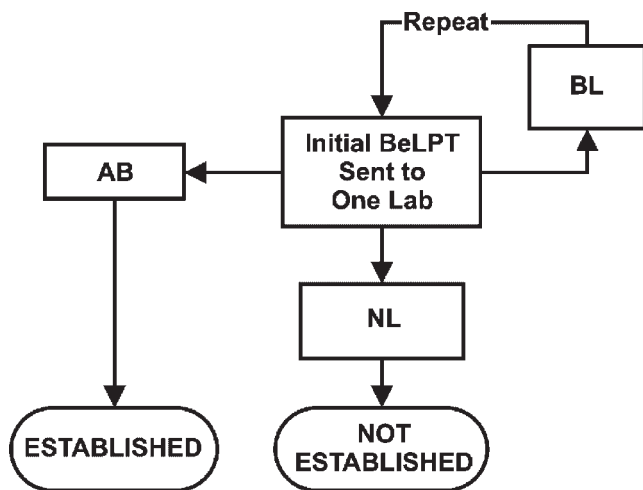 Repeat
BL
Initial BeLPT
Sent to
One Lab
AB
NL
ESTABLISHED
NOT
ESTABLISHED